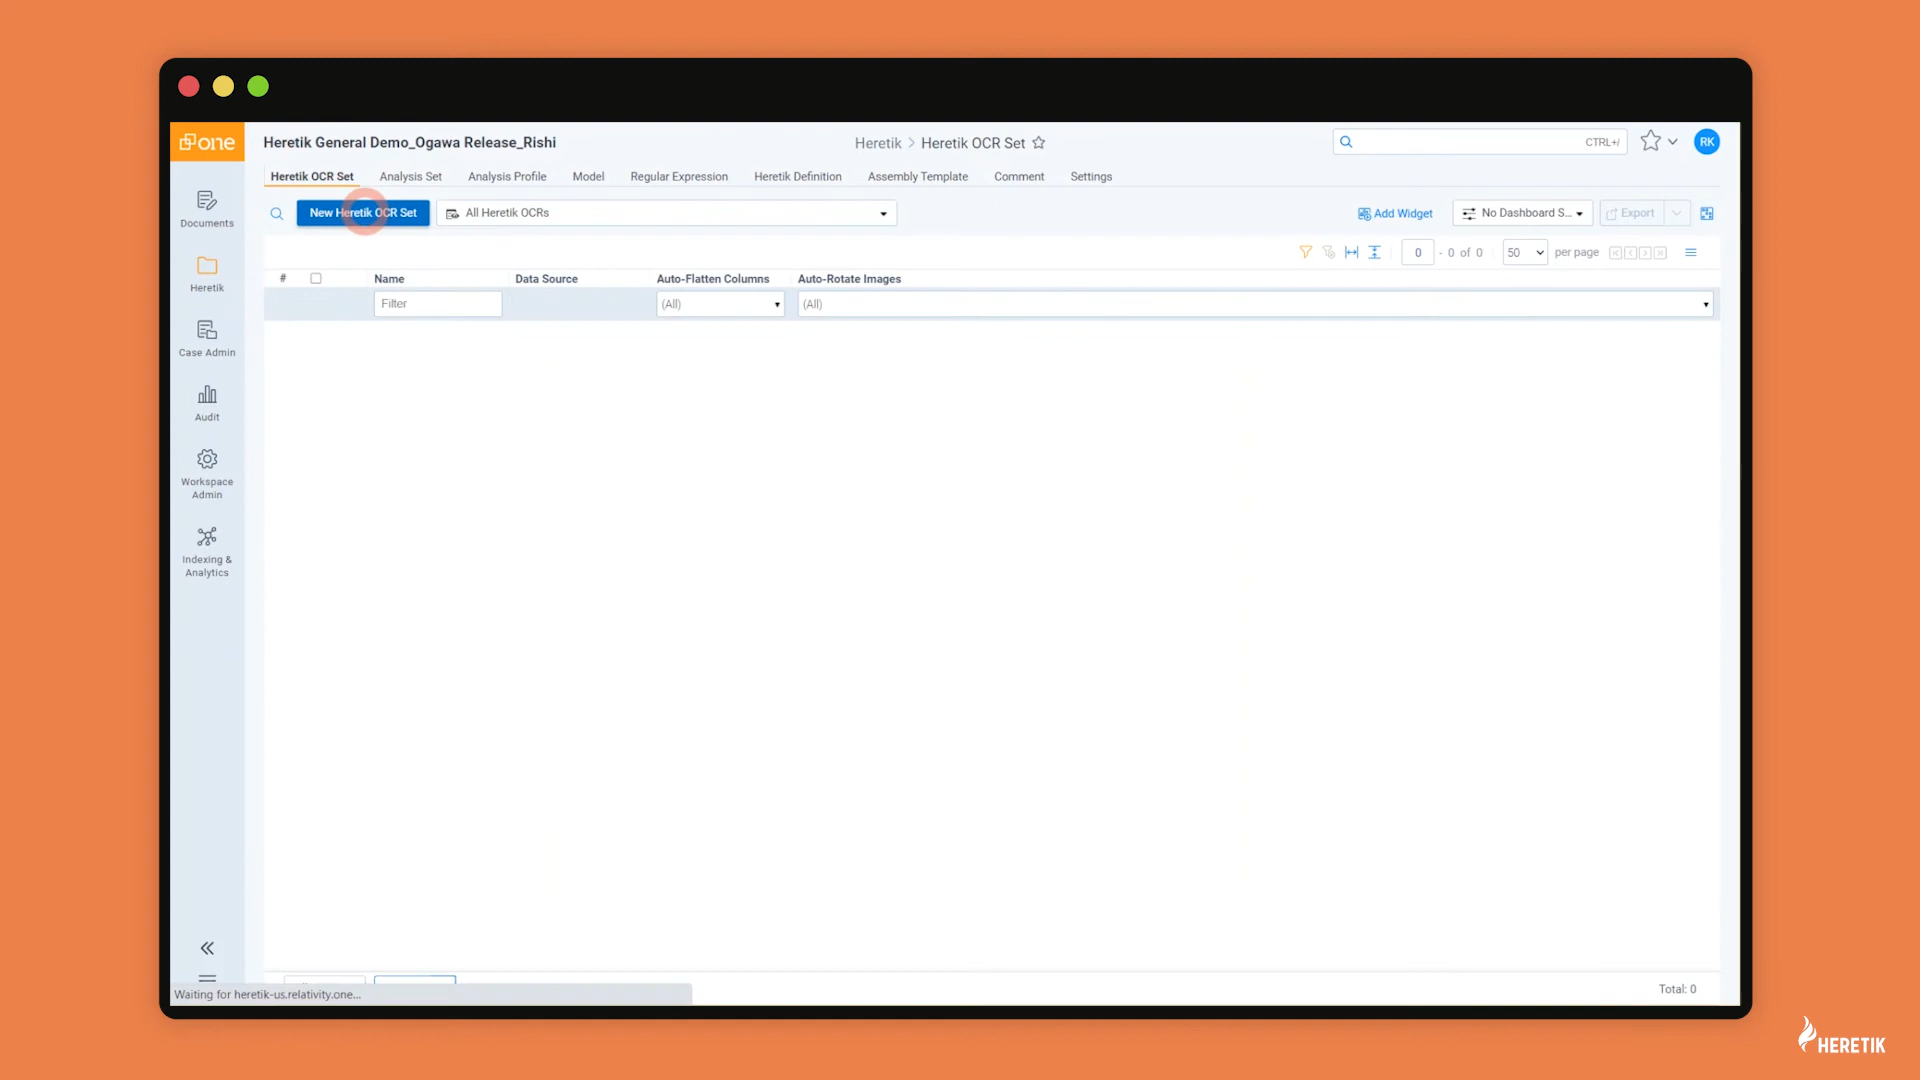 one
Heretik General Demo_Ogawa Release_Rishi
Heretik > Heretik OCR Set
CTRL+/
RK
Heretik OCR Set
Analysis Set
Analysis Profile
Model
Regular Expression
Heretik Definition
Assembly Template
Comment
Settings
New Heretik OCR Set
All Heretik OCRs
Add Widget
No Dashboard S...
Export
0 - 0 of 0
50
per page
#
Name
Data Source
Auto-Flatten Columns
Auto-Rotate Images
Filter
(All)
(All)
Documents
Heretik
Case Admin
Audit
Workspace
Admin
Indexing &
Analytics
Waiting for heretik-us.relativity.one...
Total: 0
HERETIK